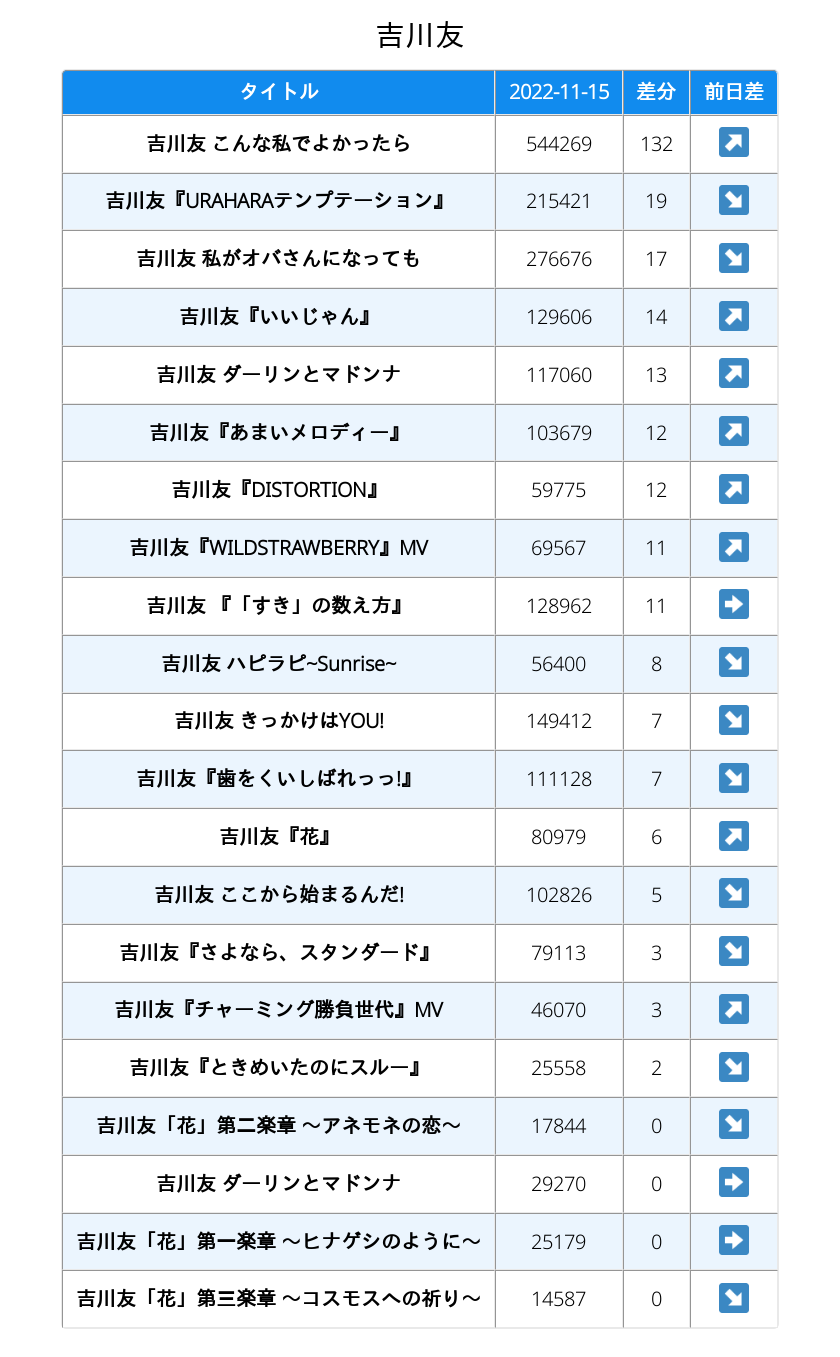 吉川友
タイトル 2022-11-15 差分 前日差
吉川友 こんな私でよかったら 544269 132 ↗
吉川友『URAHARAテンプテーション』 215421 19 ↘
吉川友 私がオバさんになっても 276676 17 ↘
吉川友『いいじゃん』 129606 14 ↗
吉川友 ダーリンとマドンナ 117060 13 ↗
吉川友『あまいメロディー』 103679 12 ↗
吉川友『DISTORTION』 59775 12 ↗
吉川友『WILDSTRAWBERRY』MV 69567 11 ↗
吉川友 『「すき」の数え方』 128962 11 →
吉川友 ハピラピ~Sunrise~ 56400 8 ↘
吉川友 きっかけはYOU! 149412 7 ↘
吉川友『歯をくいしばれっっ!』 111128 7 ↘
吉川友『花』 80979 6 ↗
吉川友 ここから始まるんだ! 102826 5 ↘
吉川友『さよなら、スタンダード』 79113 3 ↘
吉川友『チャーミング勝負世代』MV 46070 3 ↗
吉川友『ときめいたのにスルー』 25558 2 ↘
吉川友「花」第二楽章 〜アネモネの恋〜 17844 0 ↘
吉川友 ダーリンとマドンナ 29270 0 →
吉川友「花」第一楽章 〜ヒナゲシのように〜 25179 0 →
吉川友「花」第三楽章 〜コスモスへの祈り〜 14587 0 ↘